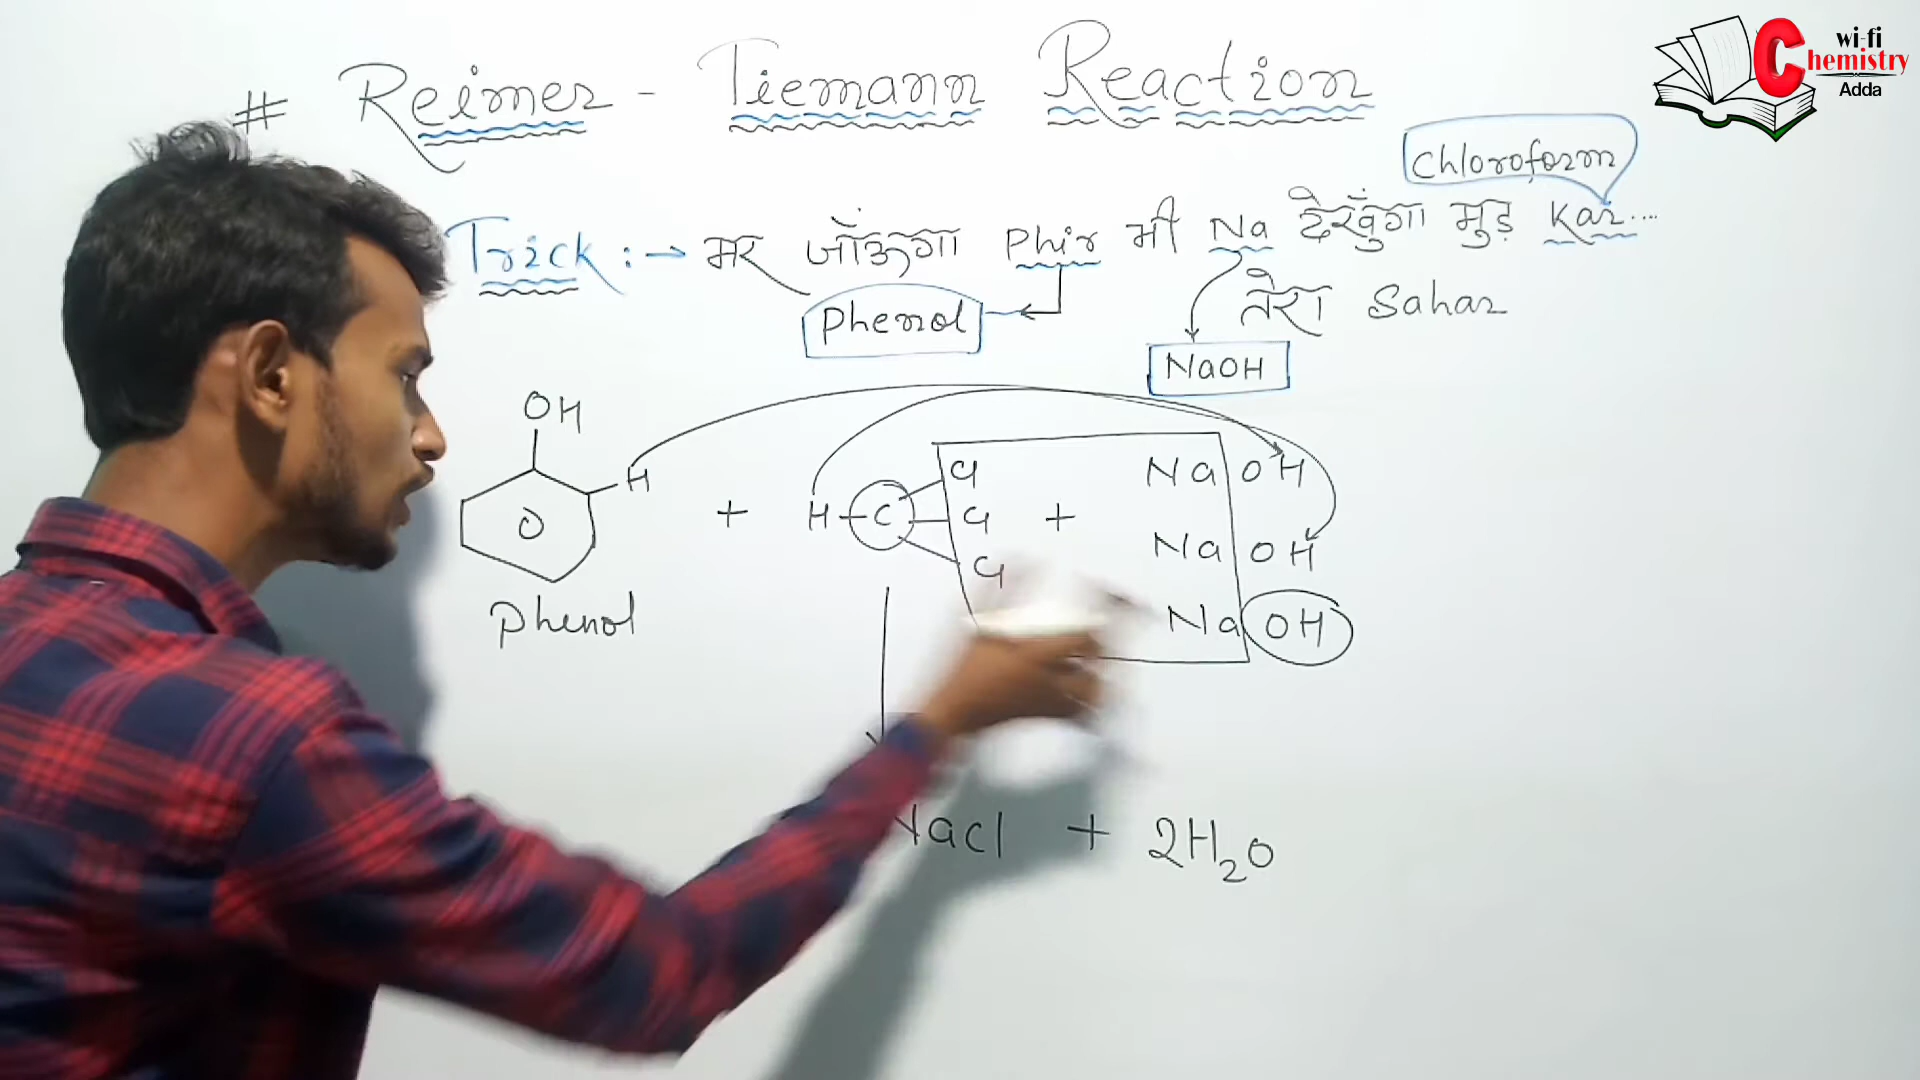 # Reimer - Tiemann Reaction
Chloroform
Trick :→ मर जाँऊगा Phir भी Na देखुँगा मुड़ Kar....
तेरा Sahar
Phenol
NaOH
OH
H
Phenol
+
H-C
Cl
Cl
Cl
+
Na OH
Na OH
Na OH
NaCl + 2H2O
wi-fi
Chemistry
Adda